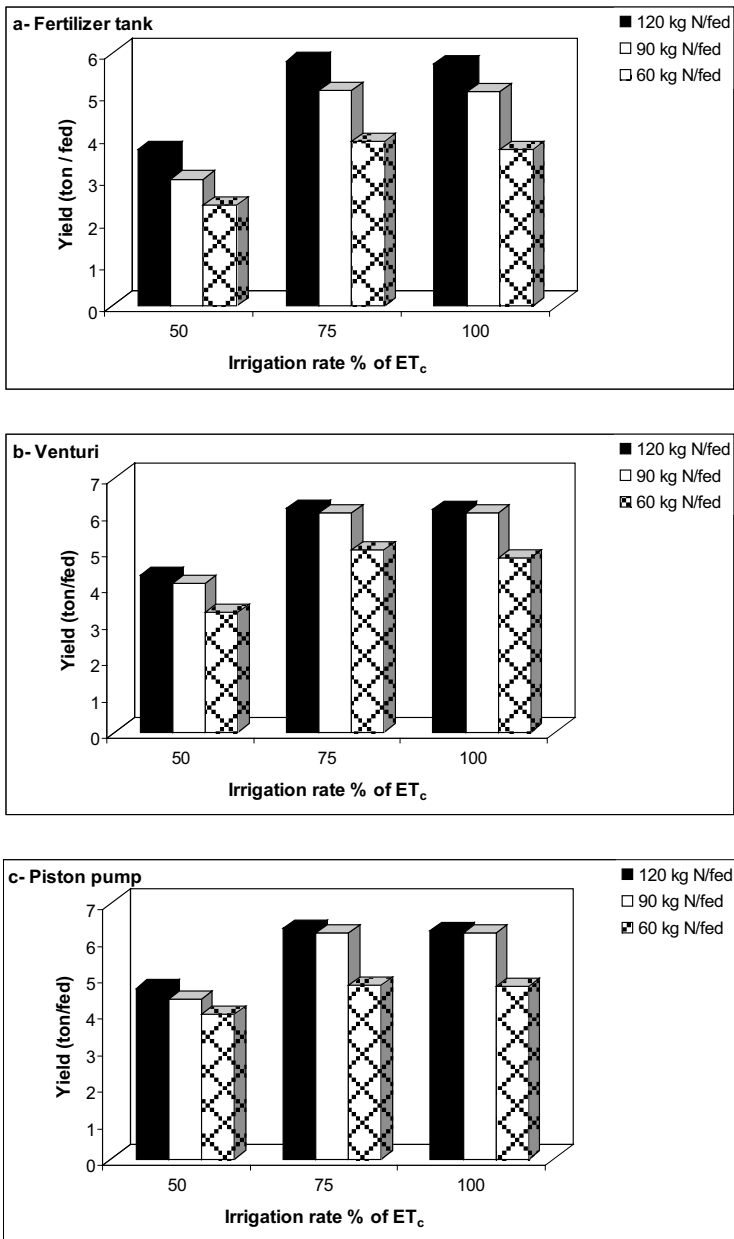 a- Fertilizer tank
120 kg N/fed
90 kg N/fed
60 kg N/fed
6
5
4
3
2
1
0
Yield (ton / fed)
50 75 100
Irrigation rate % of ETc
b- Venturi
120 kg N/fed
90 kg N/fed
60 kg N/fed
7
6
5
4
3
2
1
0
Yield (ton/fed)
50 75 100
Irrigation rate % of ETc
c- Piston pump
120 kg N/fed
90 kg N/fed
60 kg N/fed
7
6
5
4
3
2
1
0
Yield (ton/fed)
50 75 100
Irrigation rate % of ETc